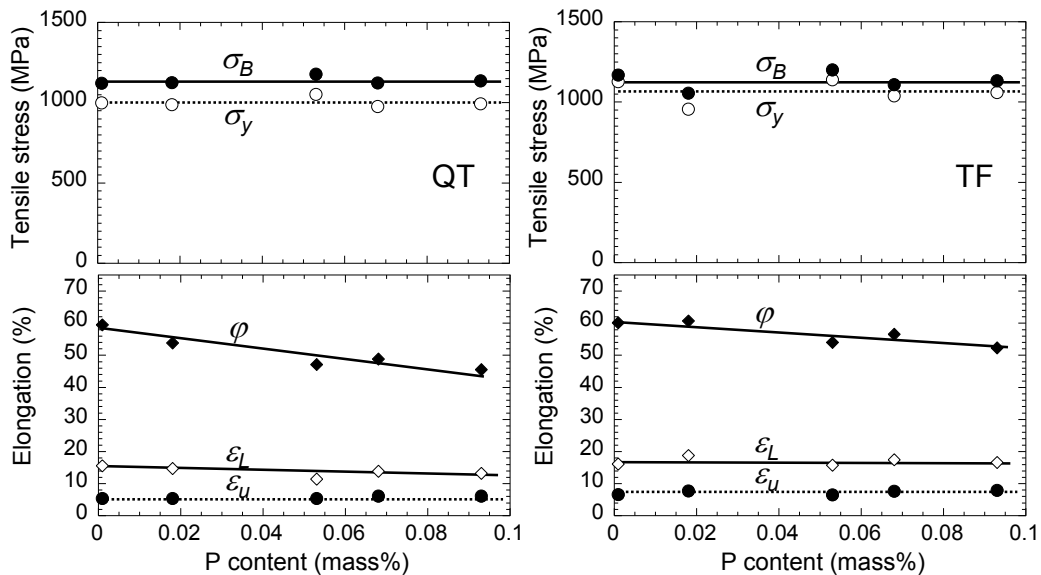 Tensile stress (MPa)
1500
1000
500
0
σB
σy
QT
Elongation (%)
70
60
50
40
30
20
10
0
φ
εL
εu
0 0.02 0.04 0.06 0.08 0.1
P content (mass%)
Tensile stress (MPa)
1500
1000
500
0
σB
σy
TF
Elongation (%)
70
60
50
40
30
20
10
0
φ
εL
εu
0 0.02 0.04 0.06 0.08 0.1
P content (mass%)